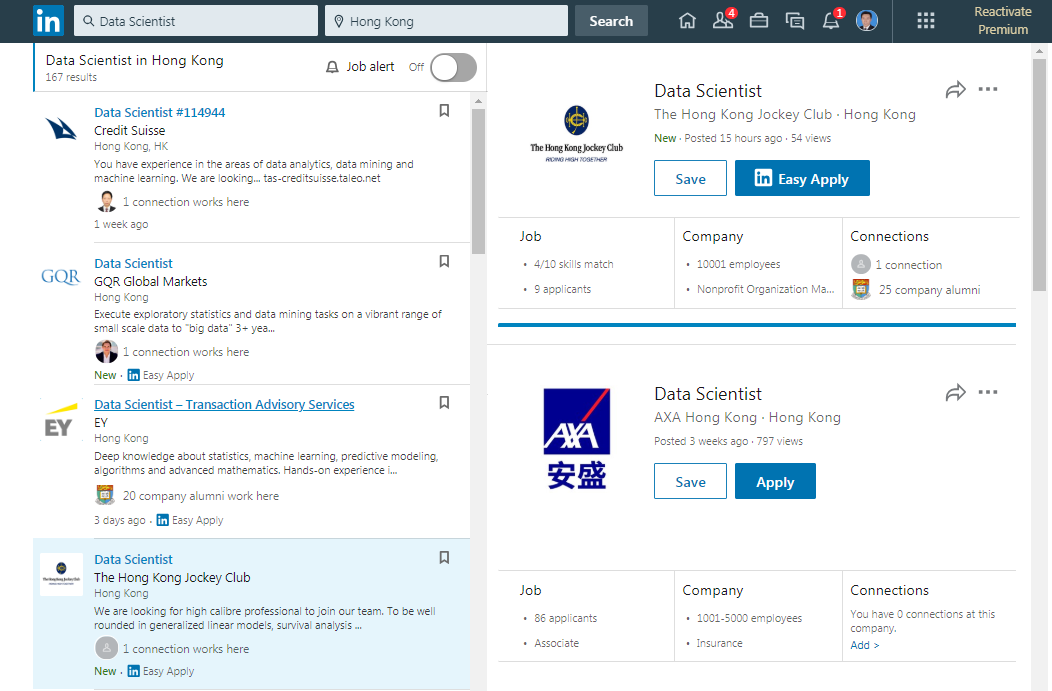 in
Data Scientist
Hong Kong
Search
4
1
Reactivate
Premium
Data Scientist in Hong Kong
167 results
Job alert
Off
Data Scientist #114944
Credit Suisse
Hong Kong, HK
You have experience in the areas of data analytics, data mining and
machine learning. We are looking... tas-creditsuisse.taleo.net
1 connection works here
1 week ago
GQR
Data Scientist
GQR Global Markets
Hong Kong
Execute exploratory statistics and data mining tasks on a vibrant range of
small scale data to "big data" 3+ yea...
1 connection works here
New · in Easy Apply
EY
Data Scientist – Transaction Advisory Services
EY
Hong Kong
Deep knowledge about statistics, machine learning, predictive modeling,
algorithms and advanced mathematics. Hands-on experience i...
20 company alumni work here
3 days ago · in Easy Apply
The Hong Kong Jockey Club
Data Scientist
The Hong Kong Jockey Club
Hong Kong
We are looking for high calibre professional to join our team. To be well
rounded in generalized linear models, survival analysis ...
1 connection works here
New · in Easy Apply
The Hong Kong Jockey Club
RIDING HIGH TOGETHER
Data Scientist
The Hong Kong Jockey Club · Hong Kong
New · Posted 15 hours ago · 54 views
Save
in Easy Apply
Job
• 4/10 skills match
• 9 applicants
Company
• 10001 employees
• Nonprofit Organization Ma...
Connections
1 connection
25 company alumni
AXA
安盛
Data Scientist
AXA Hong Kong · Hong Kong
Posted 3 weeks ago · 797 views
Save
Apply
Job
• 86 applicants
• Associate
Company
• 1001-5000 employees
• Insurance
Connections
You have 0 connections at this
company.
Add >